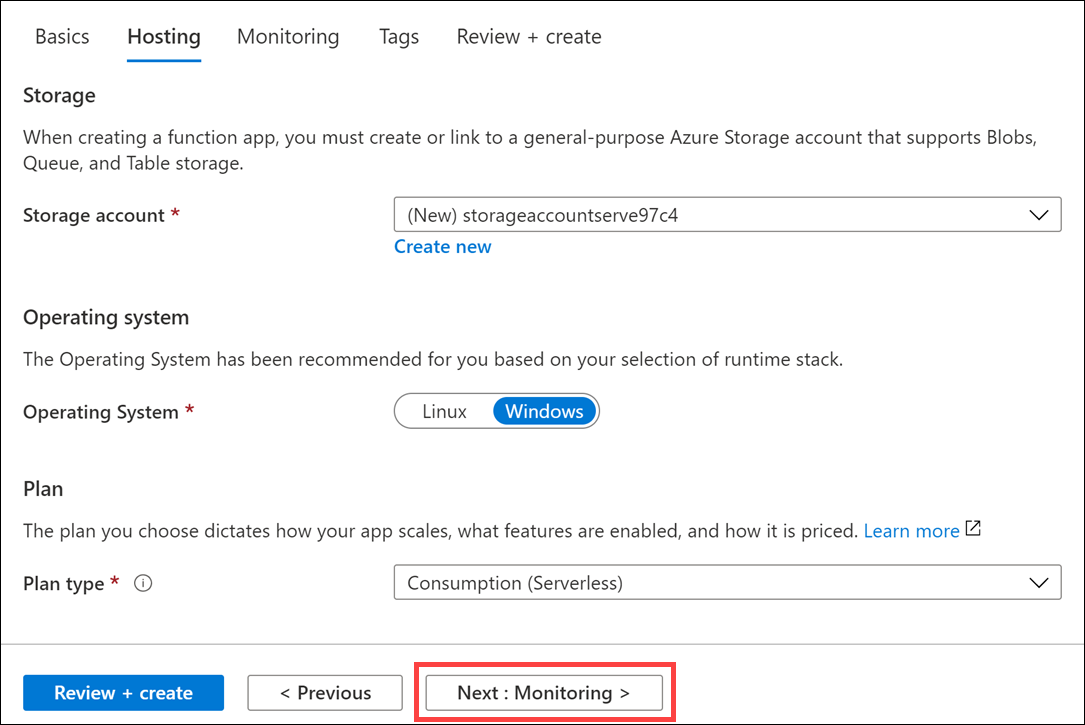 Basics Hosting Monitoring Tags Review + create
Storage
When creating a function app, you must create or link to a general-purpose Azure Storage account that supports Blobs,
Queue, and Table storage.
Storage account * (New) storageaccountserve97c4
Create new
Operating system
The Operating System has been recommended for you based on your selection of runtime stack.
Operating System * Linux Windows
Plan
The plan you choose dictates how your app scales, what features are enabled, and how it is priced. Learn more
Plan type * Consumption (Serverless)
Review + create < Previous Next : Monitoring >